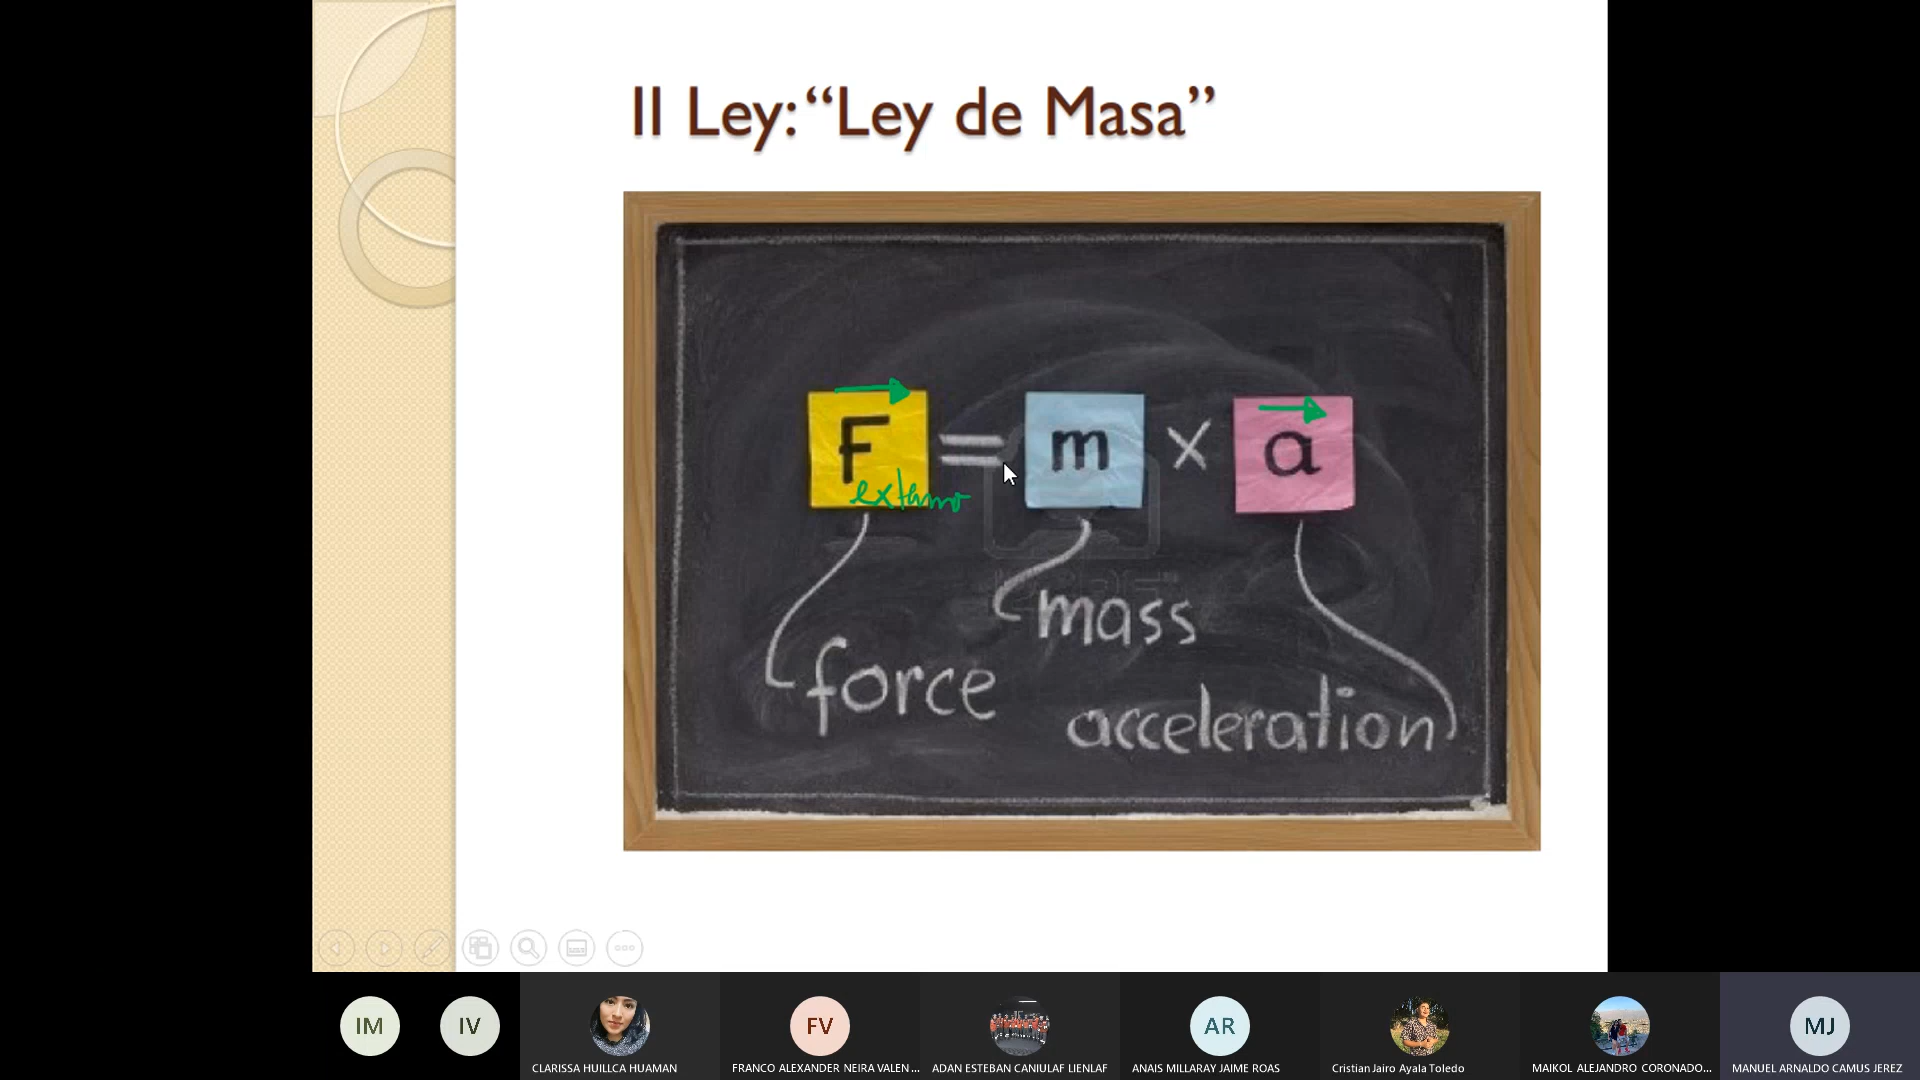 II Ley: “Ley de Masa”
F = m x a
externo
mass
force
acceleration
IM IV FV AR MJ
CLARISSA HUILLCA HUAMAN
FRANCO ALEXANDER NEIRA VALEN...
ADAN ESTEBAN CANIULAF LIENLAF
ANAIS MILLARAY JAIME ROAS
Cristian Jairo Ayala Toledo
MAIKOL ALEJANDRO CORONADO...
MANUEL ARNALDO CAMUS JEREZ